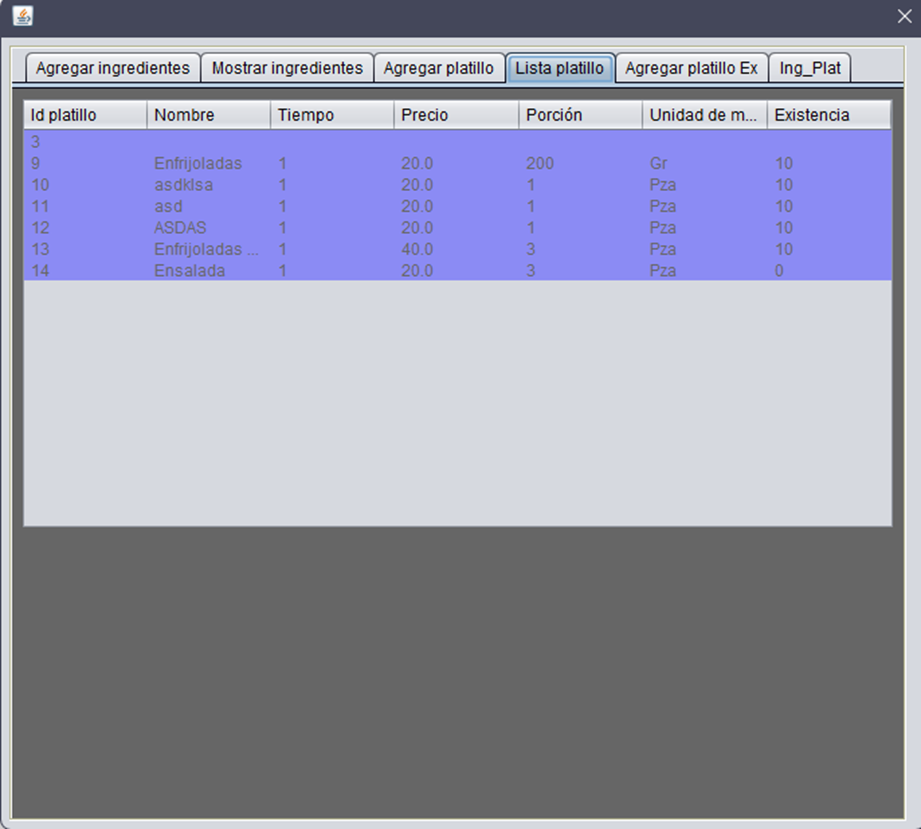 Agregar ingredientes Mostrar ingredientes Agregar platillo Lista platillo Agregar platillo Ex Ing_Plat
Id platillo Nombre Tiempo Precio Porción Unidad de m... Existencia
3
9 Enfrijoladas 1 20.0 200 Gr 10
10 asdklsa 1 20.0 1 Pza 10
11 asd 1 20.0 1 Pza 10
12 ASDAS 1 20.0 1 Pza 10
13 Enfrijoladas ... 1 40.0 3 Pza 10
14 Ensalada 1 20.0 3 Pza 0